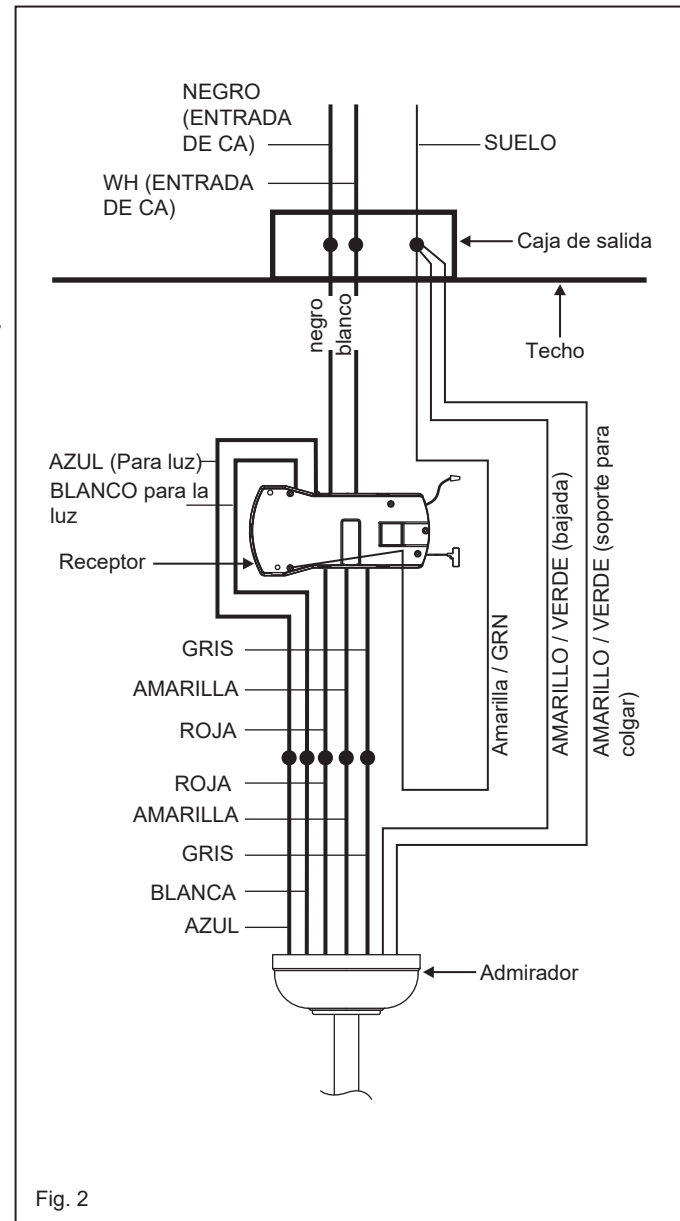 NEGRO
(ENTRADA
DE CA)
SUELO
WH (ENTRADA
DE CA)
Caja de salida
negro
blanco
Techo
AZUL (Para luz)
BLANCO para la
luz
Receptor
GRIS
AMARILLA
ROJA
ROJA
AMARILLA
GRIS
BLANCA
AZUL
Amarilla / GRN
AMARILLO / VERDE (bajada)
AMARILLO / VERDE (soporte para
colgar)
Admirador
Fig. 2